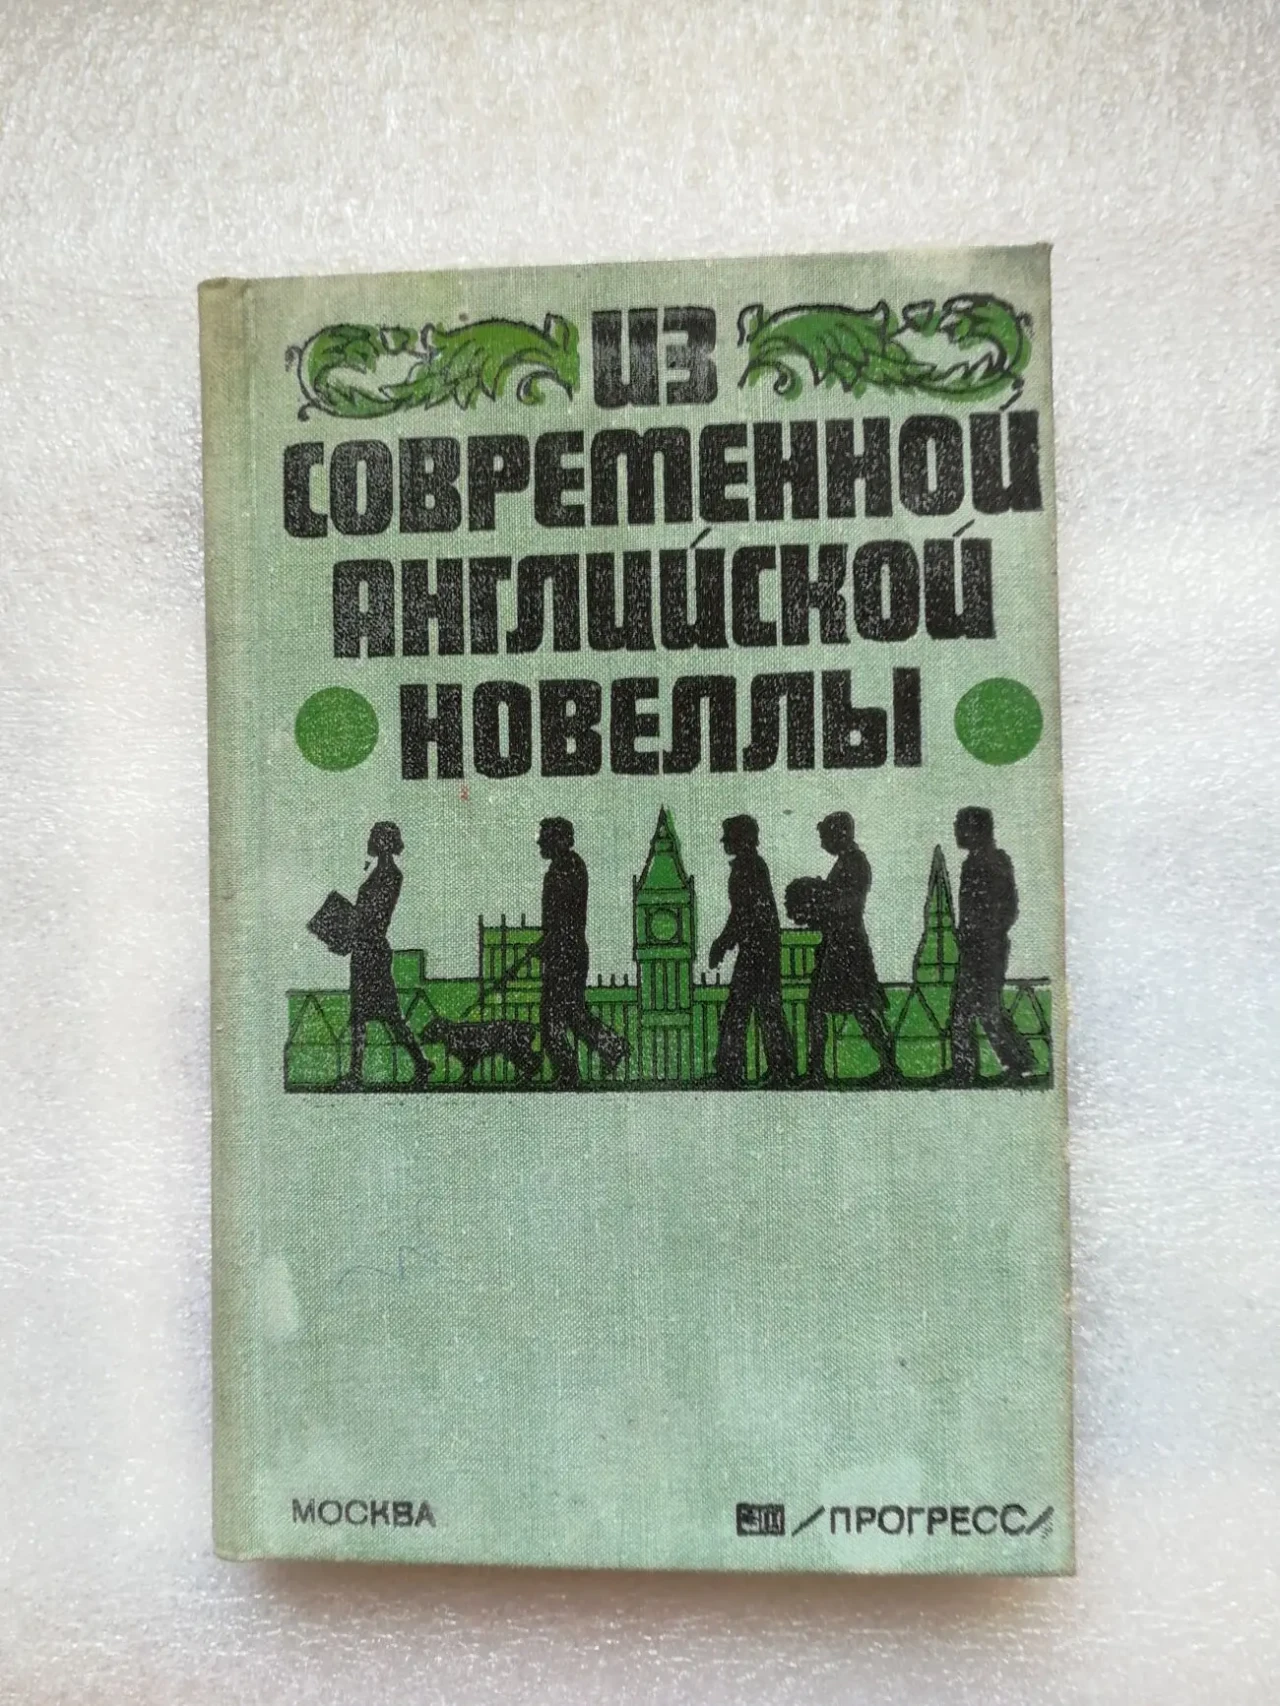 ИЗ
СОВРЕМЕННОЙ
АНГЛИЙСКОЙ
НОВЕЛЛЫ
МОСКВА /ПРОГРЕСС/